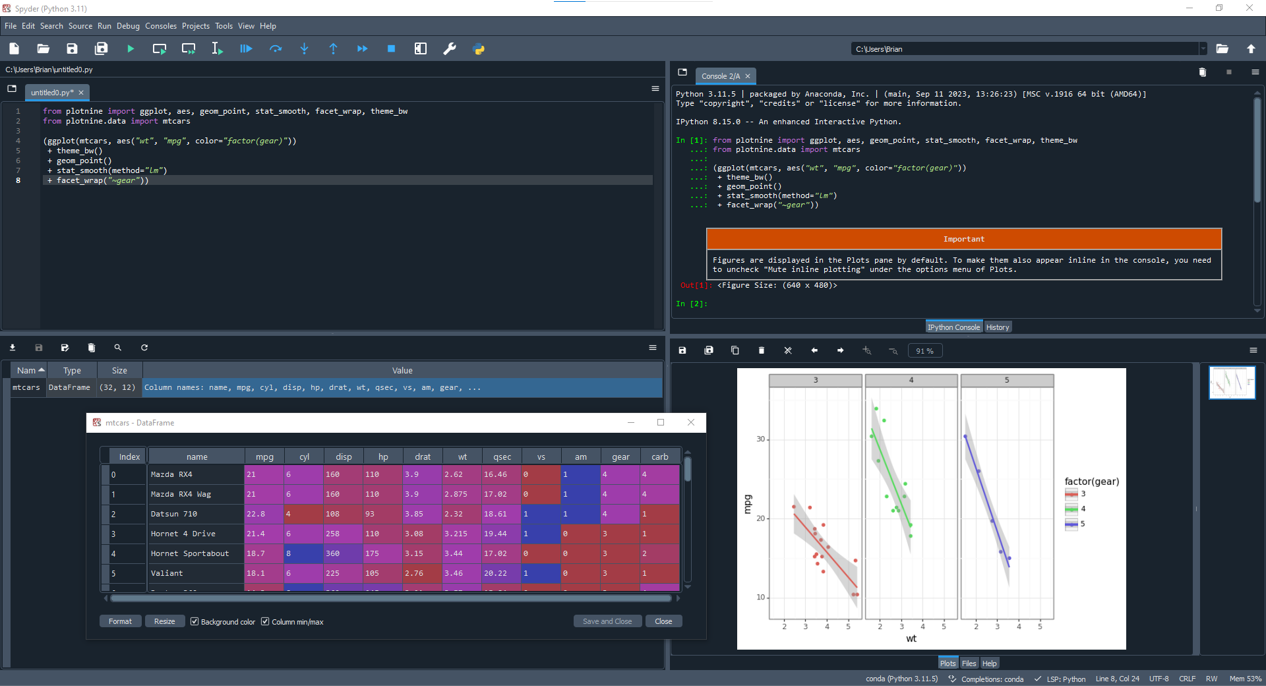 Spyder (Python 3.11)
File Edit Search Source Run Debug Consoles Projects Tools View Help
C:\Users\Brian
C:\Users\Brian\untitled0.py
untitled0.py*
1 from plotnine import ggplot, aes, geom_point, stat_smooth, facet_wrap, theme_bw
2 from plotnine.data import mtcars
3
4 (ggplot(mtcars, aes("wt", "mpg", color="factor(gear)"))
5 + theme_bw()
6 + geom_point()
7 + stat_smooth(method="lm")
8 + facet_wrap("~gear"))
Console 2/A
Python 3.11.5 | packaged by Anaconda, Inc. | (main, Sep 11 2023, 13:26:23) [MSC v.1916 64 bit (AMD64)]
Type "copyright", "credits" or "license" for more information.
IPython 8.15.0 -- An enhanced Interactive Python.
In [1]: from plotnine import ggplot, aes, geom_point, stat_smooth, facet_wrap, theme_bw
...: from plotnine.data import mtcars
...:
...: (ggplot(mtcars, aes("wt", "mpg", color="factor(gear)"))
...: + theme_bw()
...: + geom_point()
...: + stat_smooth(method="lm")
...: + facet_wrap("~gear"))
Important
Figures are displayed in the Plots pane by default. To make them also appear inline in the console, you need
to uncheck "Mute inline plotting" under the options menu of Plots.
Out[1]: <Figure Size: (640 x 480)>
In [2]:
IPython Console History
Nam Type Size Value
mtcars DataFrame (32, 12) Column names: name, mpg, cyl, disp, hp, drat, wt, qsec, vs, am, gear, ...
mtcars - DataFrame
Index name mpg cyl disp hp drat wt qsec vs am gear carb
0 Mazda RX4 21 6 160 110 3.9 2.62 16.46 0 1 4 4
1 Mazda RX4 Wag 21 6 160 110 3.9 2.875 17.02 0 1 4 4
2 Datsun 710 22.8 4 108 93 3.85 2.32 18.61 1 1 4 1
3 Hornet 4 Drive 21.4 6 258 110 3.08 3.215 19.44 1 0 3 1
4 Hornet Sportabout 18.7 8 360 175 3.15 3.44 17.02 0 0 3 2
5 Valiant 18.1 6 225 105 2.76 3.46 20.22 1 0 3 1
Format Resize Background color Column min/max Save and Close Close
91 %
3 4 5
30
20
10
mpg
2 3 4 5 2 3 4 5 2 3 4 5
wt
factor(gear)
3
4
5
Plots Files Help
conda (Python 3.11.5) Completions: conda LSP: Python Line 8, Col 24 UTF-8 CRLF RW Mem 53%